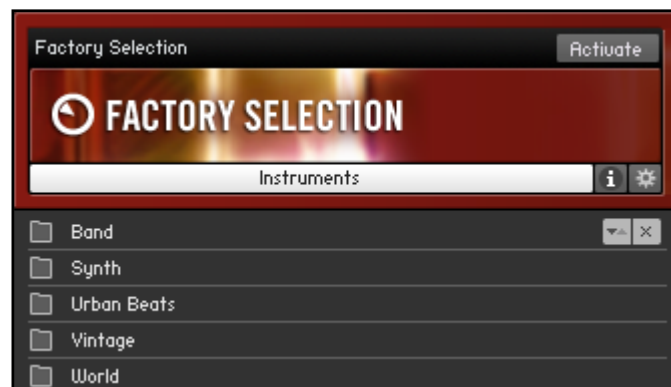 Factory Selection
Activate
FACTORY SELECTION
Instruments
Band
Synth
Urban Beats
Vintage
World